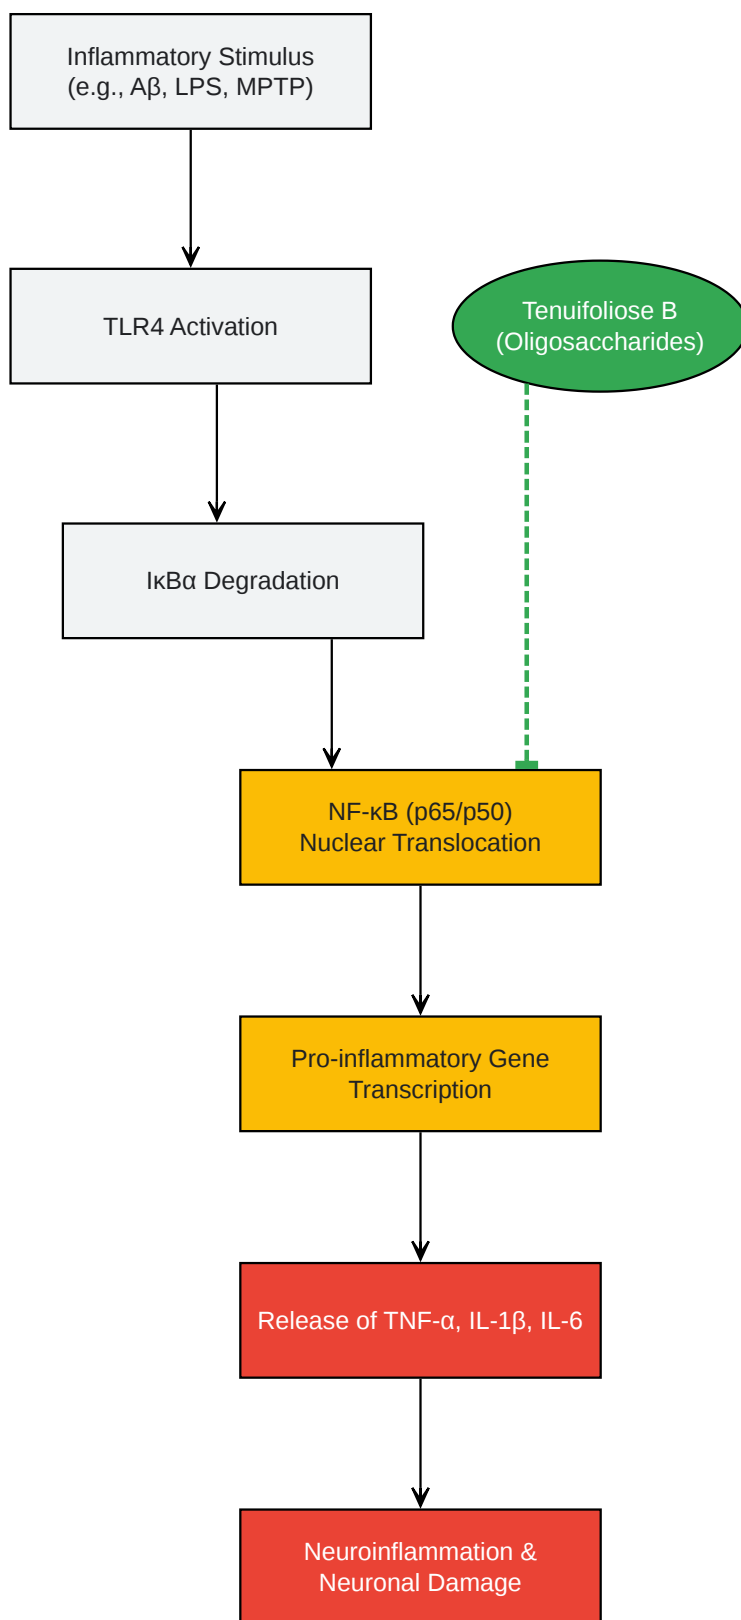 Inflammatory Stimulus
(e.g., Aβ, LPS, MPTP)
TLR4 Activation
Tenuifoliose B
(Oligosaccharides)
IκBα Degradation
NF-κB (p65/p50)
Nuclear Translocation
Pro-inflammatory Gene
Transcription
Release of TNF-α, IL-1β, IL-6
Neuroinflammation &
Neuronal Damage